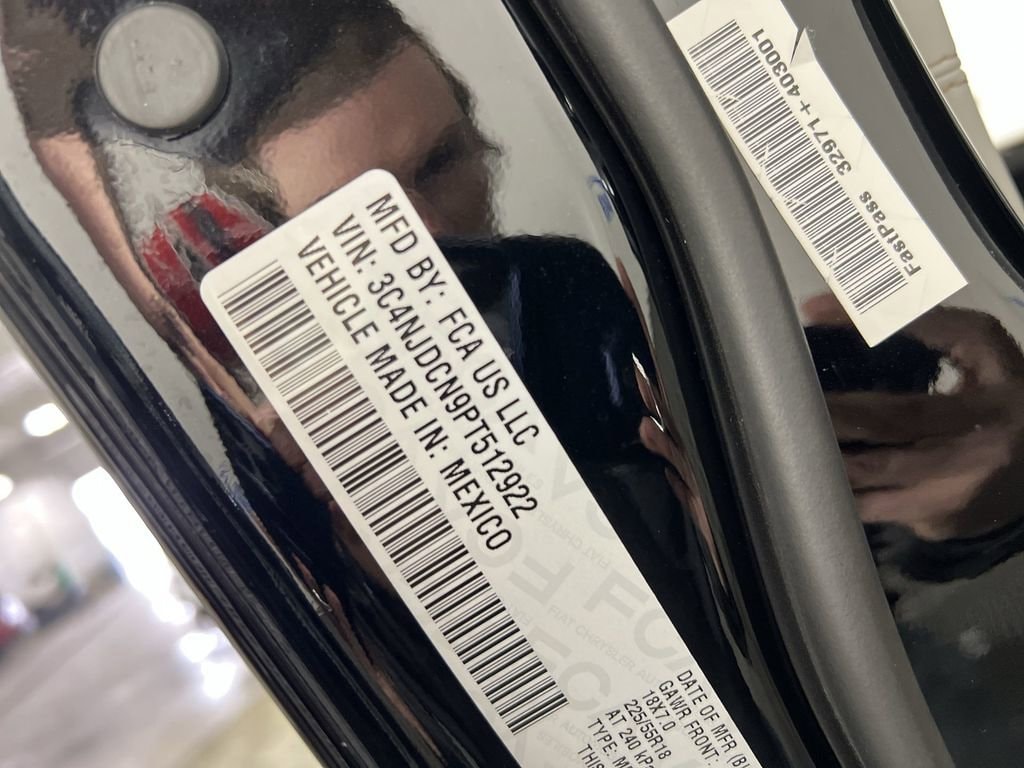 MFD BY: FCA US LLC
VIN: 3C4NJDCN9PT512922
VEHICLE MADE IN: MEXICO
DATE OF MFR
GAWR FRONT:
18X7.0
225/55R18
AT 240 kPa
TYPE:
FastPass 32971+403001